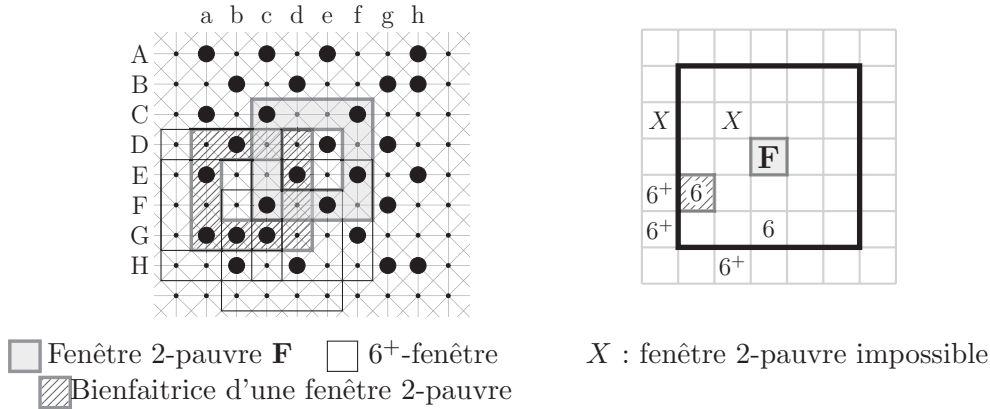 a b c d e f g h
A
B
C
D
E
F
G
H
X X
F
6+ 6
6+ 6
6+
Fenêtre 2-pauvre F 6+-fenêtre
Bienfaitrice d'une fenêtre 2-pauvre
X : fenêtre 2-pauvre impossible